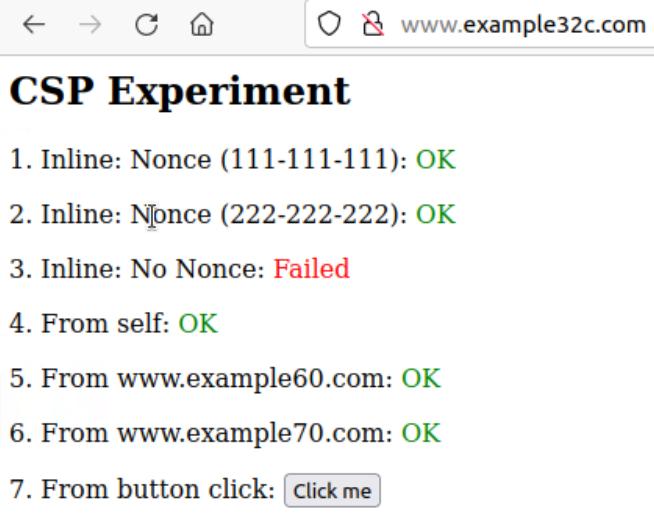 www.example32c.com
CSP Experiment
1. Inline: Nonce (111-111-111): OK
2. Inline: Nonce (222-222-222): OK
3. Inline: No Nonce: Failed
4. From self: OK
5. From www.example60.com: OK
6. From www.example70.com: OK
7. From button click: Click me